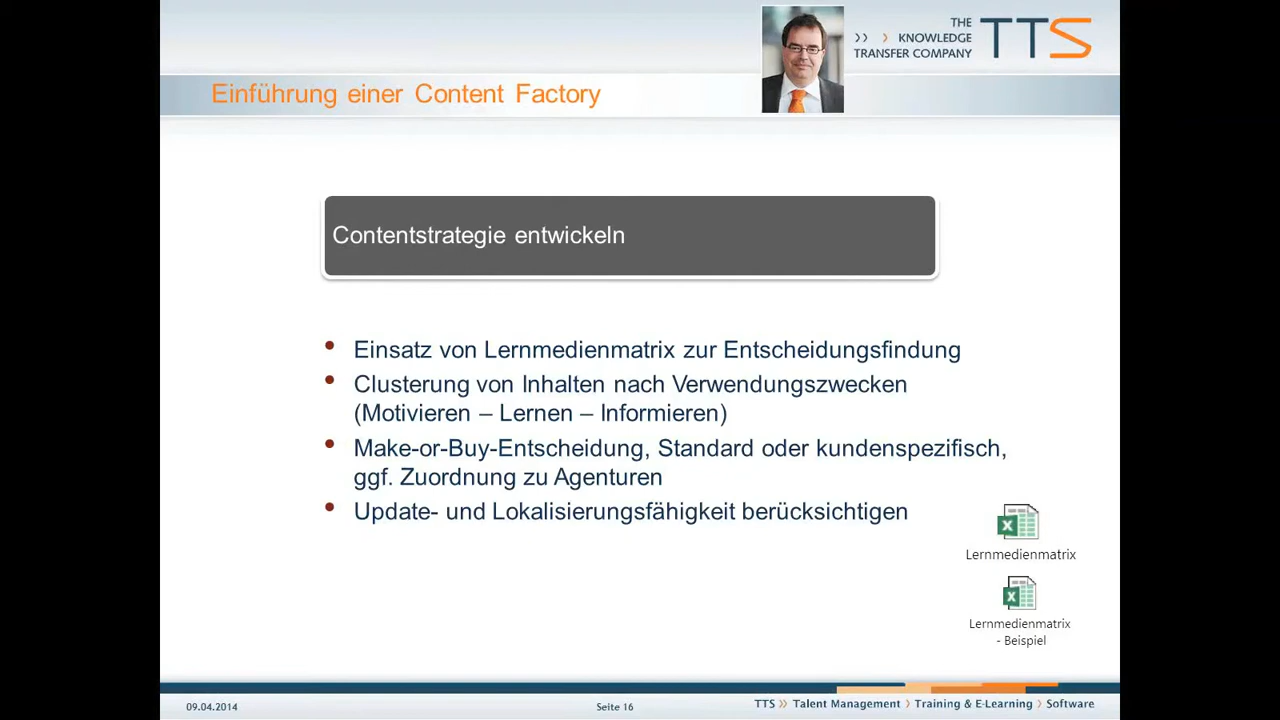 THE
>> > KNOWLEDGE
TRANSFER COMPANY
TTS
Einführung einer Content Factory
Contentstrategie entwickeln
• Einsatz von Lernmedienmatrix zur Entscheidungsfindung
• Clusterung von Inhalten nach Verwendungszwecken
(Motivieren – Lernen – Informieren)
• Make-or-Buy-Entscheidung, Standard oder kundenspezifisch,
ggf. Zuordnung zu Agenturen
• Update- und Lokalisierungsfähigkeit berücksichtigen
Lernmedienmatrix
Lernmedienmatrix
- Beispiel
09.04.2014
Seite 16
TTS >> Talent Management > Training & E-Learning > Software